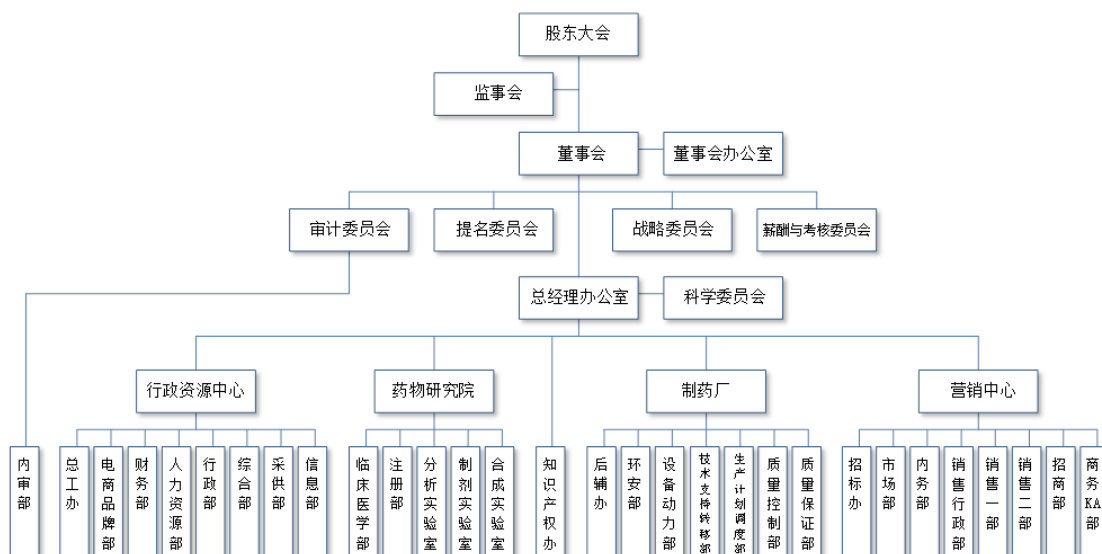 股东大会
监事会
董事会
董事会办公室
审计委员会
提名委员会
战略委员会
薪酬与考核委员会
总经理办公室
科学委员会
行政资源中心
药物研究院
制药厂
营销中心
内审部
总工办
电商品牌部
财务部
人力资源部
行政部
综合部
采供部
信息部
临床医学部
注册部
分析实验室
制剂实验室
合成实验室
知识产权办
后辅办
环安部
设备动力部
技术支持转移部
生产计划调度部
质量控制部
质量保证部
招标办
市场部
内务部
销售行政部
销售一部
销售二部
招商部
商务KA部